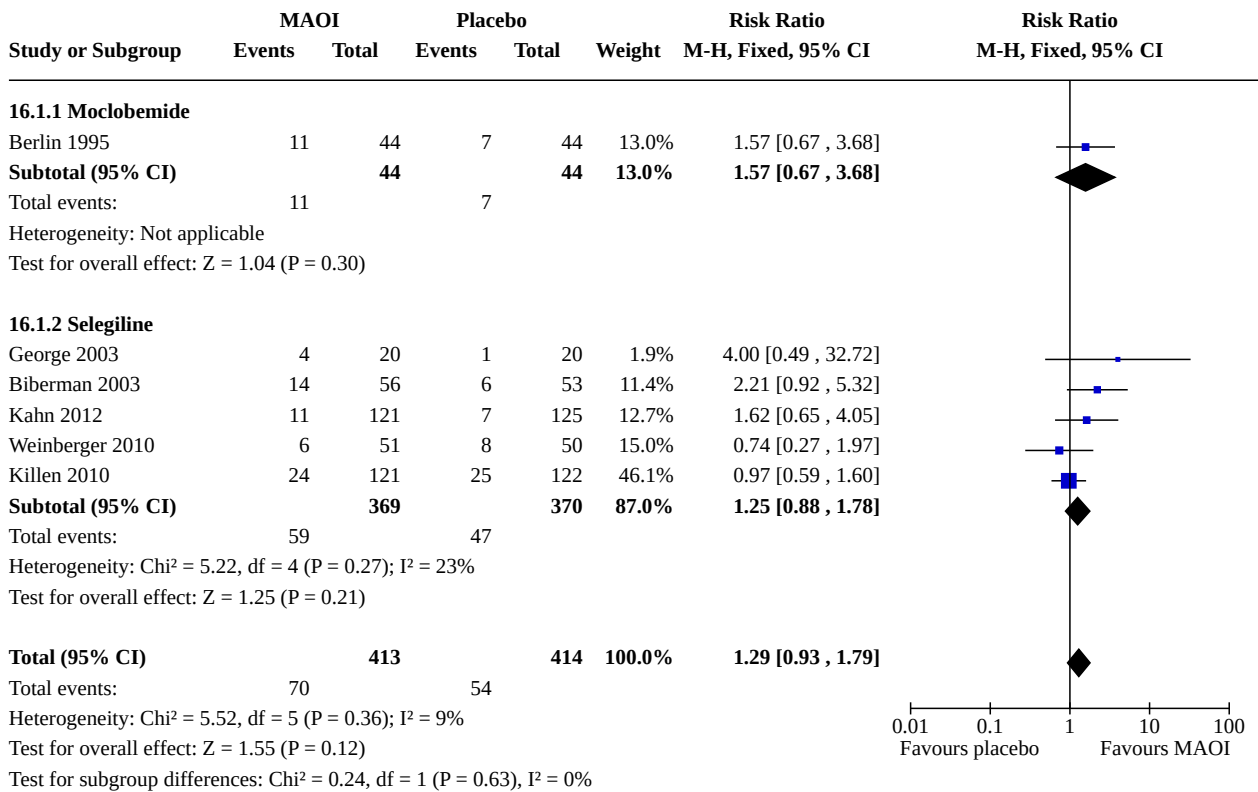 MAOI Placebo Risk Ratio Risk Ratio
Study or Subgroup Events Total Events Total Weight M-H, Fixed, 95% CI M-H, Fixed, 95% CI
16.1.1 Moclobemide
Berlin 1995 11 44 7 44 13.0% 1.57 [0.67 , 3.68]
Subtotal (95% CI) 44 44 13.0% 1.57 [0.67 , 3.68]
Total events: 11 7
Heterogeneity: Not applicable
Test for overall effect: Z = 1.04 (P = 0.30)
16.1.2 Selegiline
George 2003 4 20 1 20 1.9% 4.00 [0.49 , 32.72]
Biberman 2003 14 56 6 53 11.4% 2.21 [0.92 , 5.32]
Kahn 2012 11 121 7 125 12.7% 1.62 [0.65 , 4.05]
Weinberger 2010 6 51 8 50 15.0% 0.74 [0.27 , 1.97]
Killen 2010 24 121 25 122 46.1% 0.97 [0.59 , 1.60]
Subtotal (95% CI) 369 370 87.0% 1.25 [0.88 , 1.78]
Total events: 59 47
Heterogeneity: Chi² = 5.22, df = 4 (P = 0.27); I² = 23%
Test for overall effect: Z = 1.25 (P = 0.21)
Total (95% CI) 413 414 100.0% 1.29 [0.93 , 1.79]
Total events: 70 54
Heterogeneity: Chi² = 5.52, df = 5 (P = 0.36); I² = 9%
Test for overall effect: Z = 1.55 (P = 0.12)
Test for subgroup differences: Chi² = 0.24, df = 1 (P = 0.63), I² = 0%
0.01 0.1 1 10 100
Favours placebo Favours MAOI